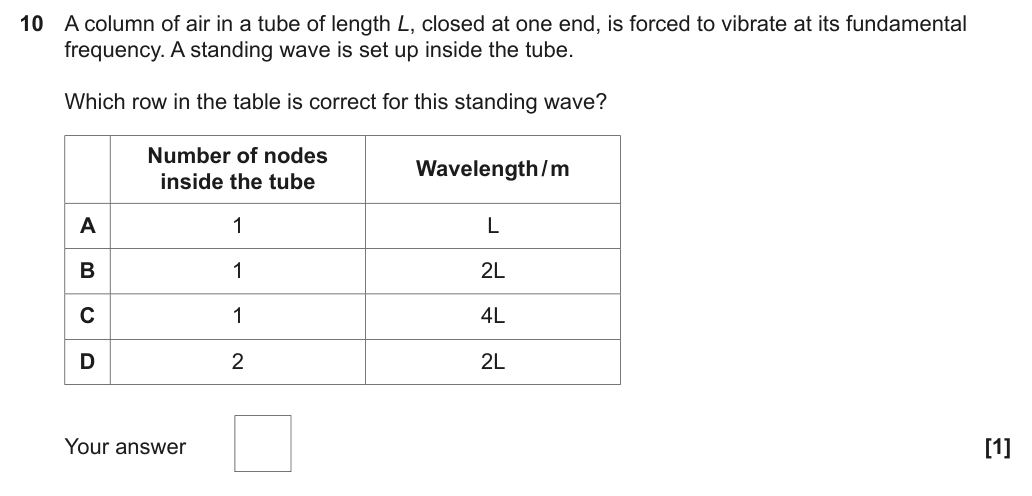 10 A column of air in a tube of length L, closed at one end, is forced to vibrate at its fundamental
frequency. A standing wave is set up inside the tube.
Which row in the table is correct for this standing wave?
Number of nodes
inside the tube
Wavelength/m
A 1 L
B 1 2L
C 1 4L
D 2 2L
Your answer [1]